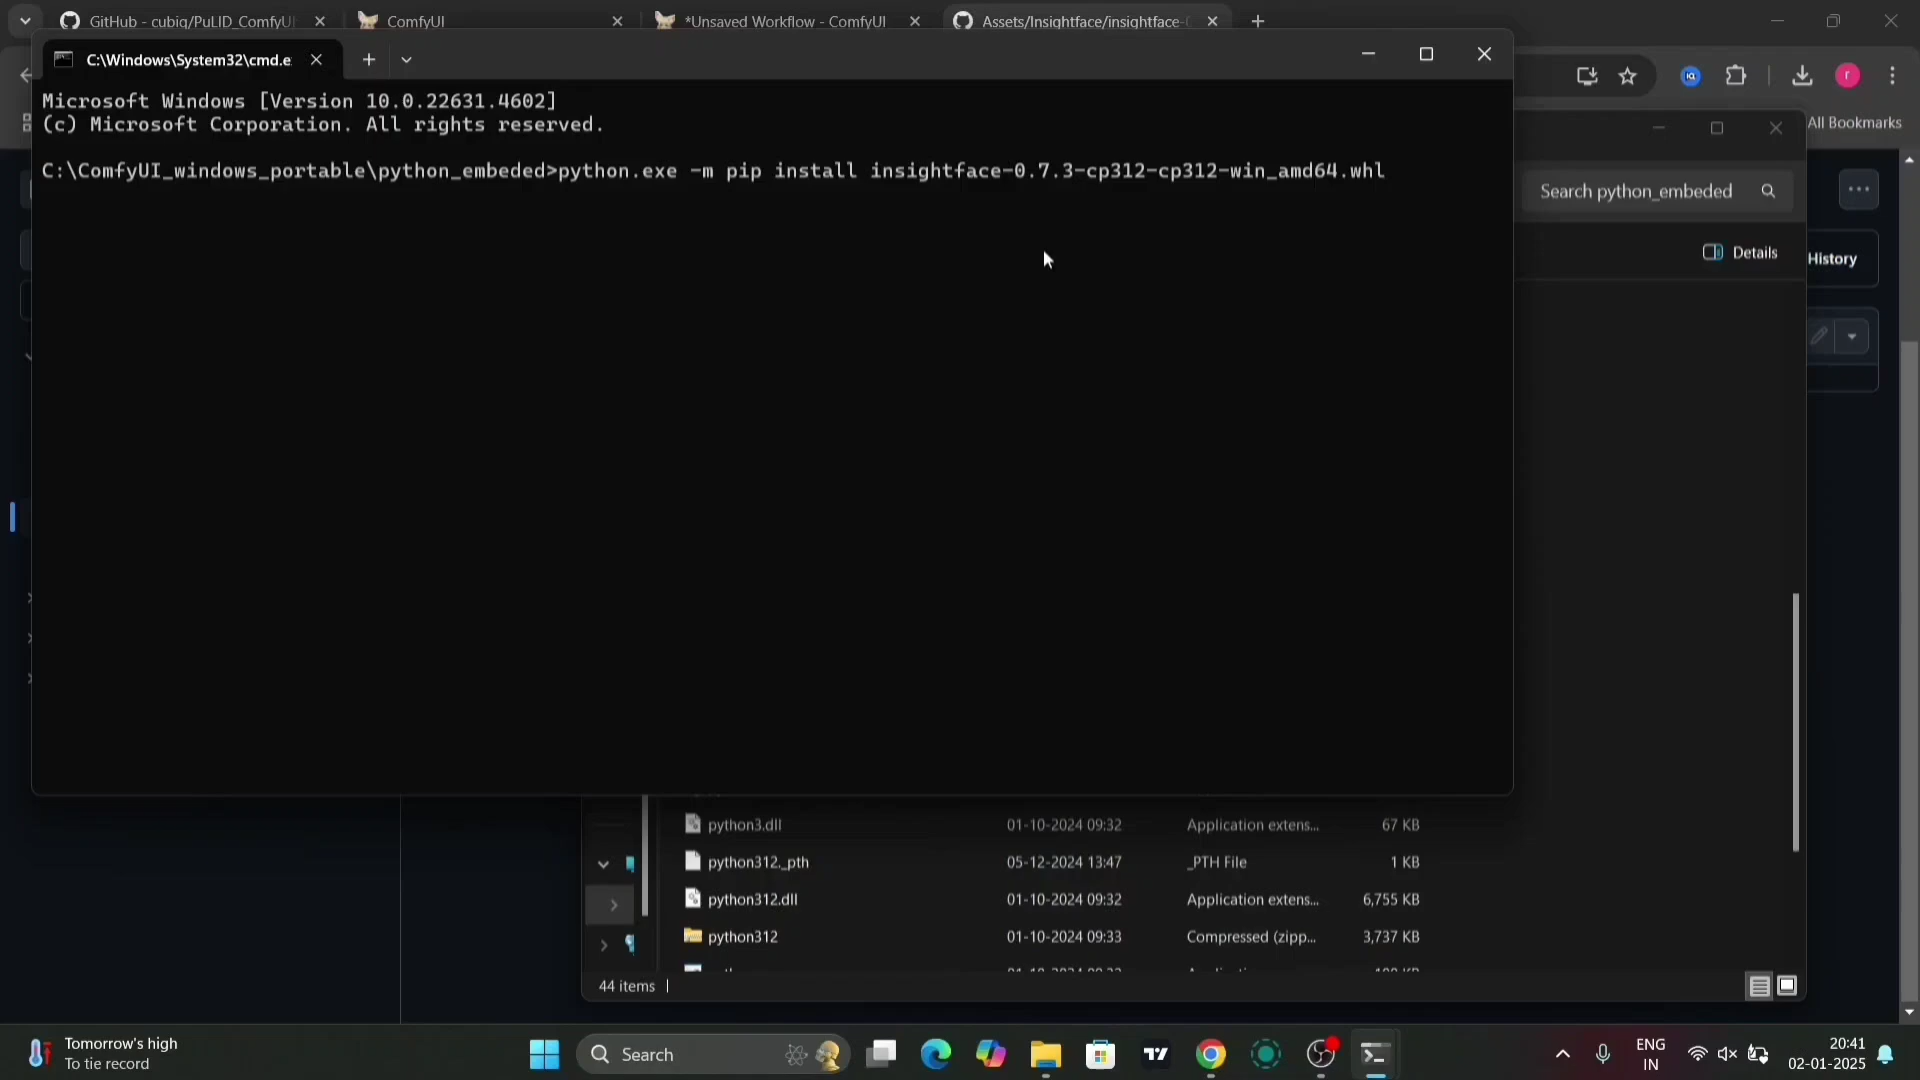 GitHub - cubiq/PuLID_ComfyUI
ComfyUI
*Unsaved Workflow - ComfyUI
Assets/Insightface/insightface-
C:\Windows\System32\cmd.e
All Bookmarks
Microsoft Windows [Version 10.0.22631.4602]
(c) Microsoft Corporation. All rights reserved.
C:\ComfyUI_windows_portable\python_embeded>python.exe -m pip install insightface-0.7.3-cp312-cp312-win_amd64.whl
Search python_embeded
Details
History
python3.dll 01-10-2024 09:32 Application extens... 67 KB
python312._pth 05-12-2024 13:47 _PTH File 1 KB
python312.dll 01-10-2024 09:32 Application extens... 6,755 KB
python312 01-10-2024 09:33 Compressed (zipp... 3,737 KB
44 items
Tomorrow's high
To tie record
Search
ENG
IN
20:41
02-01-2025